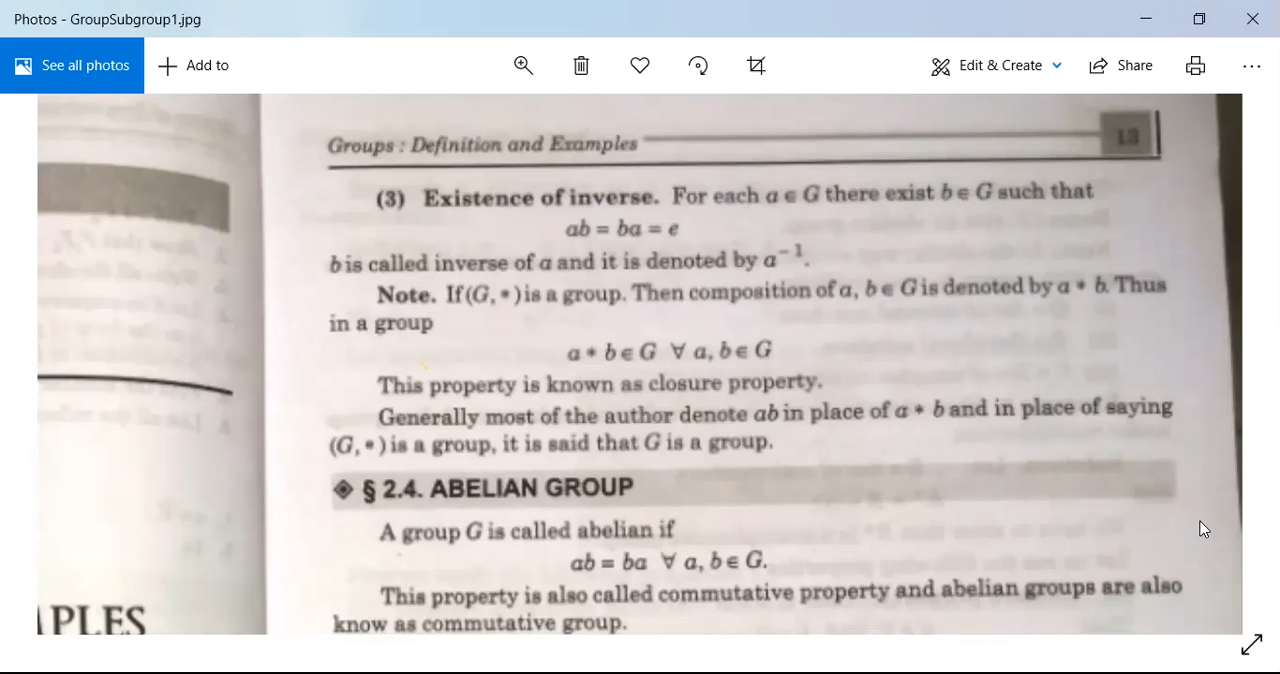 Photos - GroupSubgroup1.jpg
See all photos
Add to
Edit & Create
Share
Groups : Definition and Examples 13
(3) Existence of inverse. For each a ∈ G there exist b ∈ G such that
ab = ba = e
b is called inverse of a and it is denoted by a⁻¹.
Note. If (G, *) is a group. Then composition of a, b ∈ G is denoted by a * b. Thus
in a group
a * b ∈ G ∀ a, b ∈ G
This property is known as closure property.
Generally most of the author denote ab in place of a * b and in place of saying
(G, *) is a group, it is said that G is a group.
◈ § 2.4. ABELIAN GROUP
A group G is called abelian if
ab = ba ∀ a, b ∈ G.
This property is also called commutative property and abelian groups are also
know as commutative group.
PLES